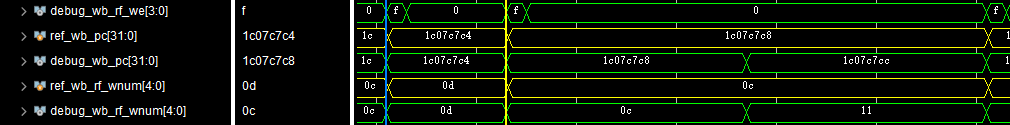 debug_wb_rf_we[3:0] f 0 f 0 f 0 f
ref_wb_pc[31:0] 1c07c7c4 1c 1c07c7c4 1c07c7c8 1
debug_wb_pc[31:0] 1c07c7c8 1c 1c07c7c4 1c07c7c8 1c07c7cc 1
ref_wb_rf_wnum[4:0] 0d 0c 0d 0c
debug_wb_rf_wnum[4:0] 0c 0c 0d 0c 11